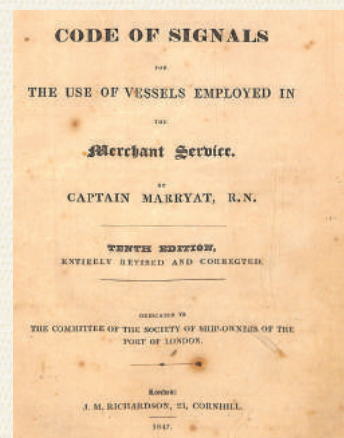 CODE OF SIGNALS
FOR
THE USE OF VESSELS EMPLOYED IN
THE
Merchant Service.
BY
CAPTAIN MARRYAT, R.N.
TENTH EDITION,
ENTIRELY REVISED AND CORRECTED.
DEDICATED TO
THE COMMITTEE OF THE SOCIETY OF SHIP-OWNERS OF THE
PORT OF LONDON.
London:
J. M. RICHARDSON, 23, CORNHILL.
1847.